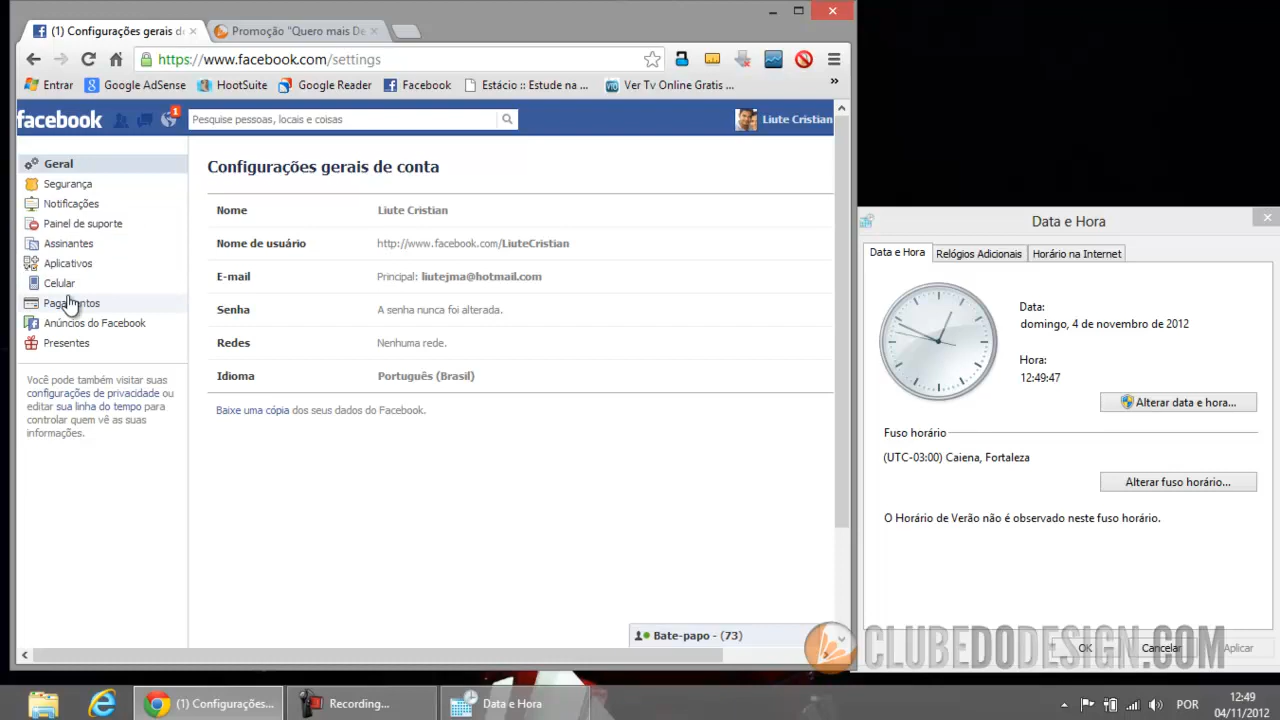 (1) Configurações gerais d
Promoção "Quero mais De
https://www.facebook.com/settings
Entrar
Google AdSense
HootSuite
Google Reader
Facebook
Estácio :: Estude na ...
Ver Tv Online Gratis ...
»
facebook
1
Pesquise pessoas, locais e coisas
Liute Cristian
Geral
Segurança
Notificações
Painel de suporte
Assinantes
Aplicativos
Celular
Pagamentos
Anúncios do Facebook
Presentes
Você pode também visitar suas
configurações de privacidade ou
editar sua linha do tempo para
controlar quem vê as suas
informações.
Configurações gerais de conta
Nome Liute Cristian
Nome de usuário http://www.facebook.com/LiuteCristian
E-mail Principal: liutejma@hotmail.com
Senha A senha nunca foi alterada.
Redes Nenhuma rede.
Idioma Português (Brasil)
Baixe uma cópia dos seus dados do Facebook.
Bate-papo - (73)
Data e Hora
Data e Hora
Relógios Adicionais
Horário na Internet
Data:
domingo, 4 de novembro de 2012
Hora:
12:49:47
Alterar data e hora...
Fuso horário
(UTC-03:00) Caiena, Fortaleza
Alterar fuso horário...
O Horário de Verão não é observado neste fuso horário.
OK
Cancelar
Aplicar
CLUBEDODESIGN.COM
(1) Configurações...
Recording...
Data e Hora
POR
12:49
04/11/2012